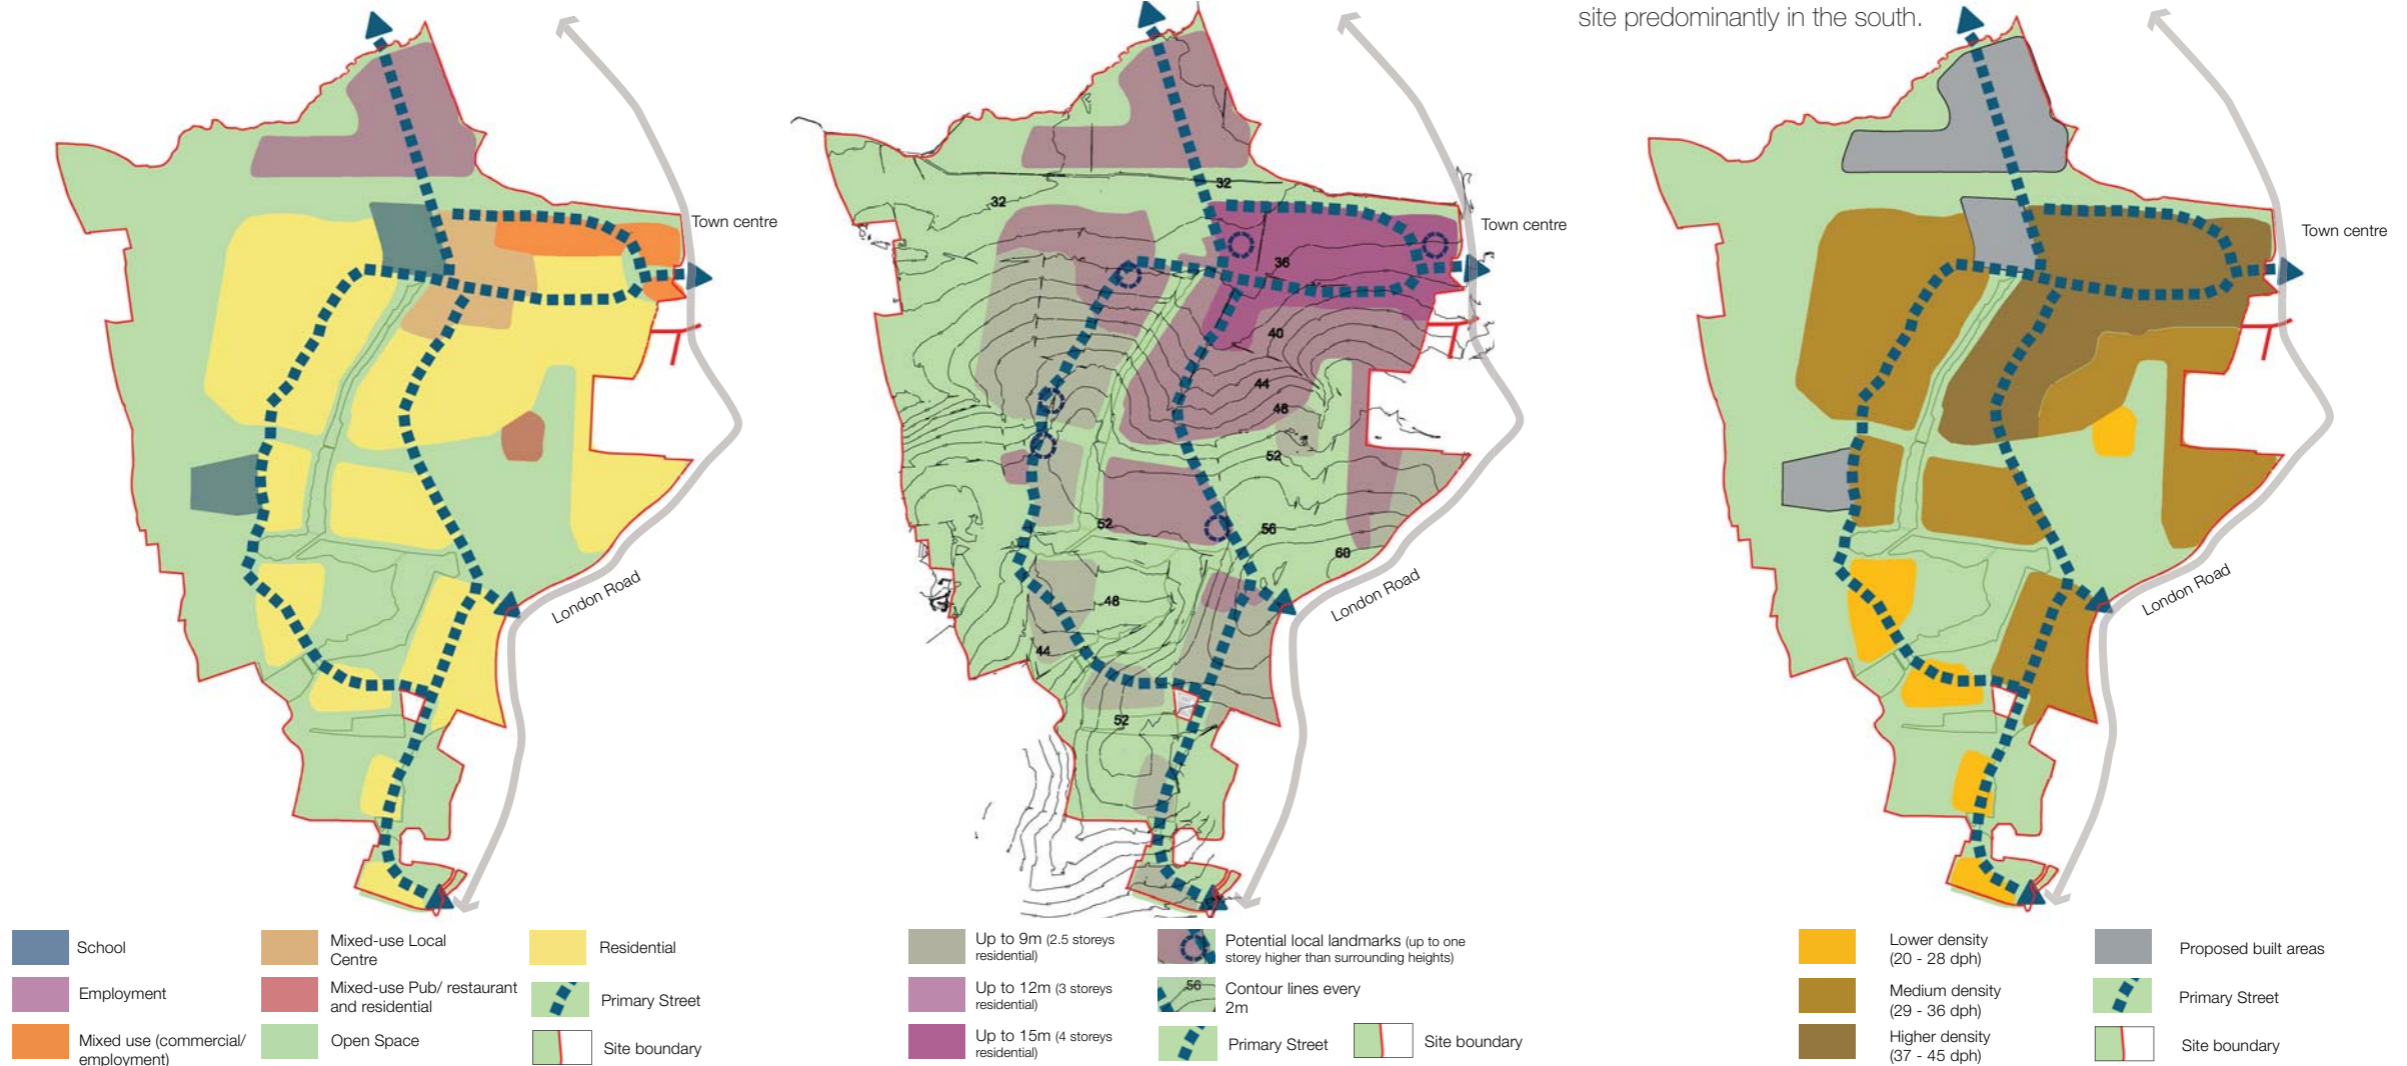 site predominantly in the south.
Town centre
London Road
School
Employment
Mixed use (commercial/
employment)
Mixed-use Local
Centre
Mixed-use Pub/ restaurant
and residential
Open Space
Residential
Primary Street
Site boundary
32
32
Town centre
36
40
44
48
52
52
56
60
48
44
52
London Road
Up to 9m (2.5 storeys
residential)
Up to 12m (3 storeys
residential)
Up to 15m (4 storeys
residential)
Potential local landmarks (up to one
storey higher than surrounding heights)
56
Contour lines every
2m
Primary Street
Site boundary
Town centre
London Road
Lower density
(20 - 28 dph)
Medium density
(29 - 36 dph)
Higher density
(37 - 45 dph)
Proposed built areas
Primary Street
Site boundary